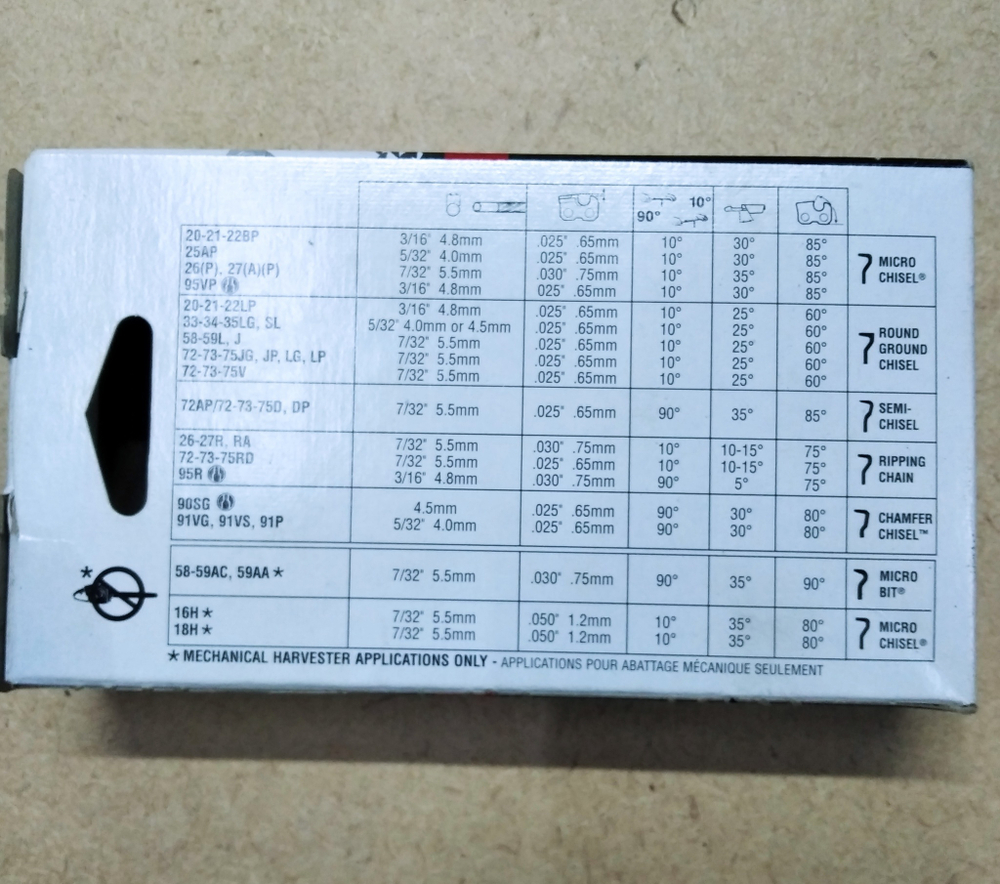 90° 10°
20-21-22BP 3/16" 4.8mm .025" .65mm 10° 30° 85°
25AP 5/32" 4.0mm .025" .65mm 10° 30° 85°
26(P), 27(A)(P) 7/32" 5.5mm .030" .75mm 10° 35° 85°
95VP 3/16" 4.8mm 025" .65mm 10° 30° 85°
MICRO
CHISEL®
20-21-22LP 3/16" 4.8mm .025" .65mm 10° 25° 60°
33-34-35LG, SL 5/32" 4.0mm or 4.5mm .025" .65mm 10° 25° 60°
58-59L, J 7/32" 5.5mm .025" .65mm 10° 25° 60°
72-73-75JG, JP, LG, LP 7/32" 5.5mm .025" .65mm 10° 25° 60°
72-73-75V 7/32" 5.5mm .025" .65mm 10° 25° 60°
ROUND
GROUND
CHISEL
72AP/72-73-75D, DP 7/32" 5.5mm .025" .65mm 90° 35° 85°
SEMI-
CHISEL
26-27R, RA 7/32" 5.5mm .030" .75mm 10° 10-15° 75°
72-73-75RD 7/32" 5.5mm .025" .65mm 10° 10-15° 75°
95R 3/16" 4.8mm .030" .75mm 90° 5° 75°
RIPPING
CHAIN
90SG 4.5mm .025" .65mm 90° 30° 80°
91VG, 91VS, 91P 5/32" 4.0mm .025" .65mm 90° 30° 80°
CHAMFER
CHISEL™
58-59AC, 59AA * 7/32" 5.5mm .030" .75mm 90° 35° 90°
MICRO
BIT®
16H * 7/32" 5.5mm .050" 1.2mm 10° 35° 80°
18H * 7/32" 5.5mm .050" 1.2mm 10° 35° 80°
MICRO
CHISEL®
*
* MECHANICAL HARVESTER APPLICATIONS ONLY - APPLICATIONS POUR ABATTAGE MÉCANIQUE SEULEMENT